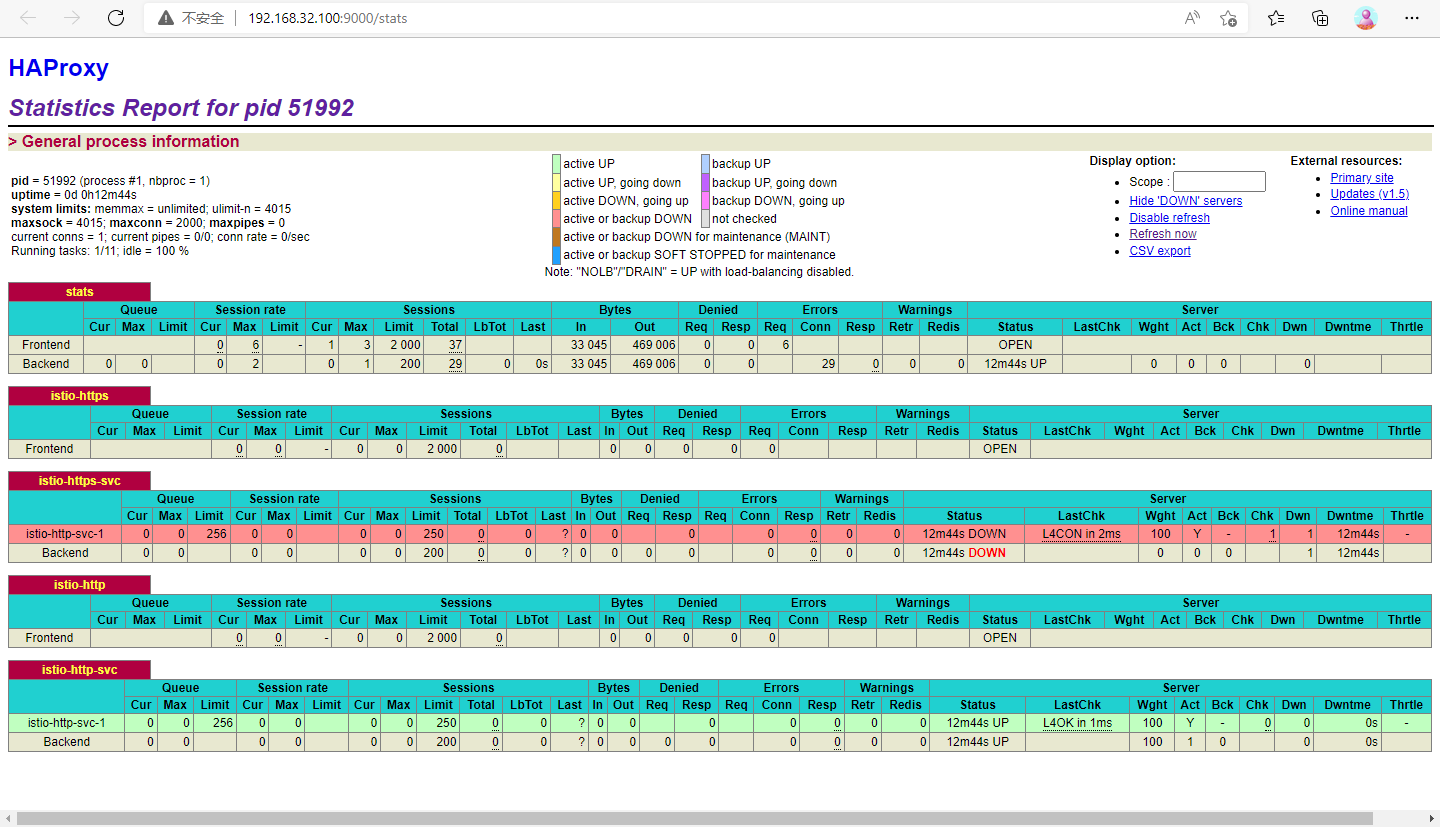 不安全 | 192.168.32.100:9000/stats
HAProxy
Statistics Report for pid 51992
> General process information
pid = 51992 (process #1, nbproc = 1)
uptime = 0d 0h12m44s
system limits: memmax = unlimited; ulimit-n = 4015
maxsock = 4015; maxconn = 2000; maxpipes = 0
current conns = 1; current pipes = 0/0; conn rate = 0/sec
Running tasks: 1/11; idle = 100 %
active UP backup UP
active UP, going down backup UP, going down
active DOWN, going up backup DOWN, going up
active or backup DOWN not checked
active or backup DOWN for maintenance (MAINT)
active or backup SOFT STOPPED for maintenance
Note: "NOLB"/"DRAIN" = UP with load-balancing disabled.
Display option:
• Scope :
• Hide 'DOWN' servers
• Disable refresh
• Refresh now
• CSV export
External resources:
• Primary site
• Updates (v1.5)
• Online manual
stats
Queue Session rate Sessions Bytes Denied Errors Warnings Server
Cur Max Limit Cur Max Limit Cur Max Limit Total LbTot Last In Out Req Resp Req Conn Resp Retr Redis Status LastChk Wght Act Bck Chk Dwn Dwntme Thrtle
Frontend 0 6 - 1 3 2 000 37 33 045 469 006 0 0 6 OPEN
Backend 0 0 0 2 0 1 200 29 0 0s 33 045 469 006 0 0 29 0 0 0 12m44s UP 0 0 0 0
istio-https
Queue Session rate Sessions Bytes Denied Errors Warnings Server
Cur Max Limit Cur Max Limit Cur Max Limit Total LbTot Last In Out Req Resp Req Conn Resp Retr Redis Status LastChk Wght Act Bck Chk Dwn Dwntme Thrtle
Frontend 0 0 - 0 0 2 000 0 0 0 0 0 0 OPEN
istio-https-svc
Queue Session rate Sessions Bytes Denied Errors Warnings Server
Cur Max Limit Cur Max Limit Cur Max Limit Total LbTot Last In Out Req Resp Req Conn Resp Retr Redis Status LastChk Wght Act Bck Chk Dwn Dwntme Thrtle
istio-http-svc-1 0 0 256 0 0 0 0 250 0 0 ? 0 0 0 0 0 0 0 12m44s DOWN L4CON in 2ms 100 Y - 1 1 12m44s -
Backend 0 0 0 0 0 0 200 0 0 ? 0 0 0 0 0 0 0 0 12m44s DOWN 0 0 0 1 12m44s
istio-http
Queue Session rate Sessions Bytes Denied Errors Warnings Server
Cur Max Limit Cur Max Limit Cur Max Limit Total LbTot Last In Out Req Resp Req Conn Resp Retr Redis Status LastChk Wght Act Bck Chk Dwn Dwntme Thrtle
Frontend 0 0 - 0 0 2 000 0 0 0 0 0 0 OPEN
istio-http-svc
Queue Session rate Sessions Bytes Denied Errors Warnings Server
Cur Max Limit Cur Max Limit Cur Max Limit Total LbTot Last In Out Req Resp Req Conn Resp Retr Redis Status LastChk Wght Act Bck Chk Dwn Dwntme Thrtle
istio-http-svc-1 0 0 256 0 0 0 0 250 0 0 ? 0 0 0 0 0 0 0 12m44s UP L4OK in 1ms 100 Y - 0 0 0s -
Backend 0 0 0 0 0 0 200 0 0 ? 0 0 0 0 0 0 0 0 12m44s UP 100 1 0 0 0s